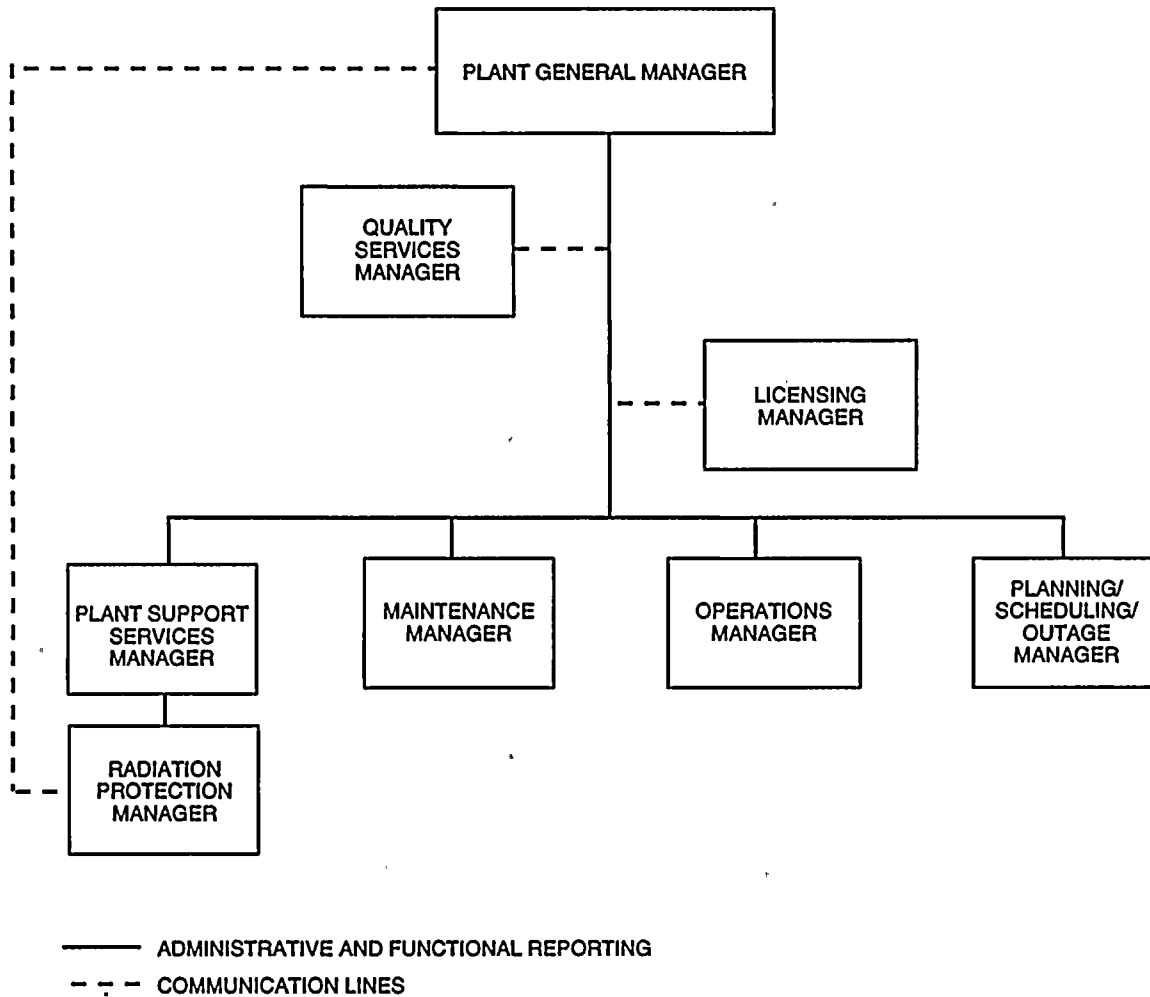 PLANT GENERAL MANAGER
QUALITY
SERVICES
MANAGER
LICENSING
MANAGER
PLANT SUPPORT
SERVICES
MANAGER
MAINTENANCE
MANAGER
OPERATIONS
MANAGER
PLANNING/
SCHEDULING/
OUTAGE
MANAGER
RADIATION
PROTECTION
MANAGER
ADMINISTRATIVE AND FUNCTIONAL REPORTING
COMMUNICATION LINES